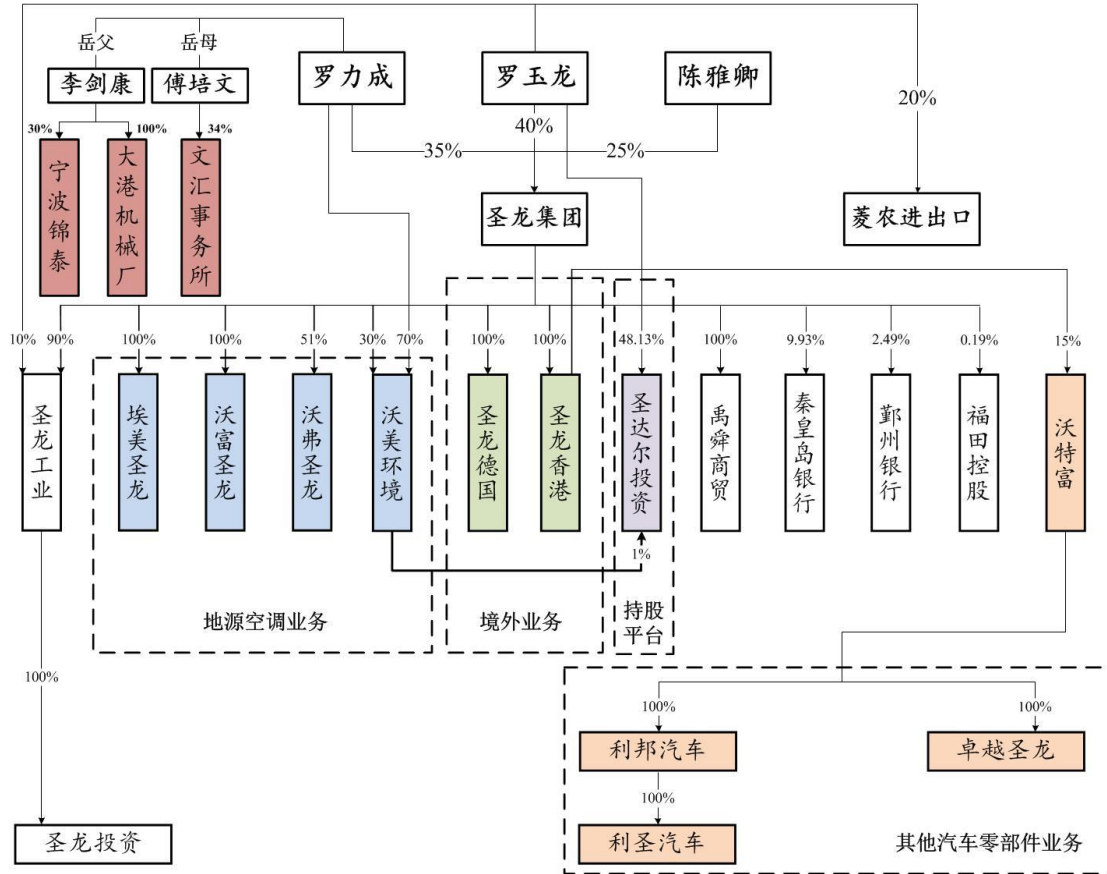 岳父
岳母
李剑康
傅培文
罗力成
罗玉龙
陈雅卿
20%
40%
30%
100%
34%
35%
25%
宁波锦泰
大港机械厂
文汇事务所
圣龙集团
菱农进出口
10%
90%
100%
100%
51%
30%
70%
100%
100%
48.13%
100%
9.93%
2.49%
0.19%
15%
圣龙工业
埃美圣龙
沃富圣龙
沃弗圣龙
沃美环境
圣龙德国
圣龙香港
圣达尔投资
禹舜商贸
秦皇岛银行
鄞州银行
福田控股
沃特富
1%
地源空调业务
境外业务
持股
平台
100%
100%
100%
利邦汽车
卓越圣龙
100%
利圣汽车
圣龙投资
其他汽车零部件业务